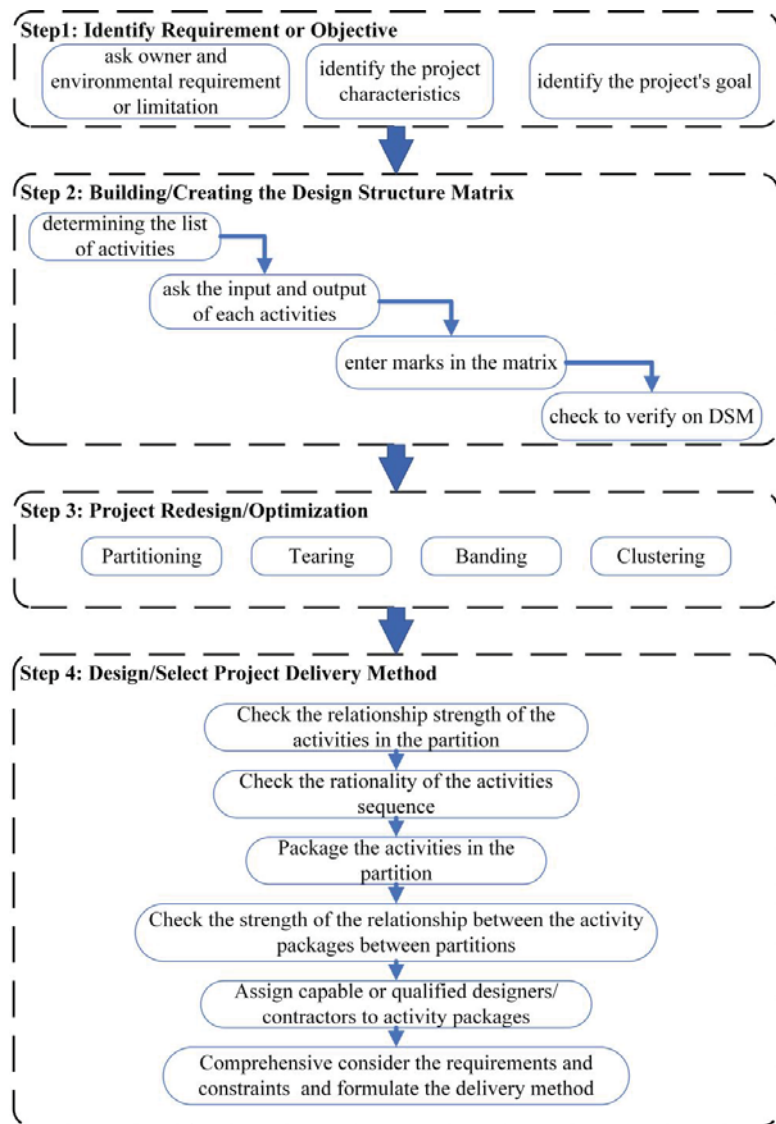 Step1: Identify Requirement or Objective
ask owner and
environmental requirement
or limitation
identify the project
characteristics
identify the project's goal
Step 2: Building/Creating the Design Structure Matrix
determining the list
of activities
ask the input and output
of each activities
enter marks in the matrix
check to verify on DSM
Step 3: Project Redesign/Optimization
Partitioning
Tearing
Banding
Clustering
Step 4: Design/Select Project Delivery Method
Check the relationship strength of the
activities in the partition
Check the rationality of the activities
sequence
Package the activities in the
partition
Check the strength of the relationship between the activity
packages between partitions
Assign capable or qualified designers/
contractors to activity packages
Comprehensive consider the requirements and
constraints and formulate the delivery method